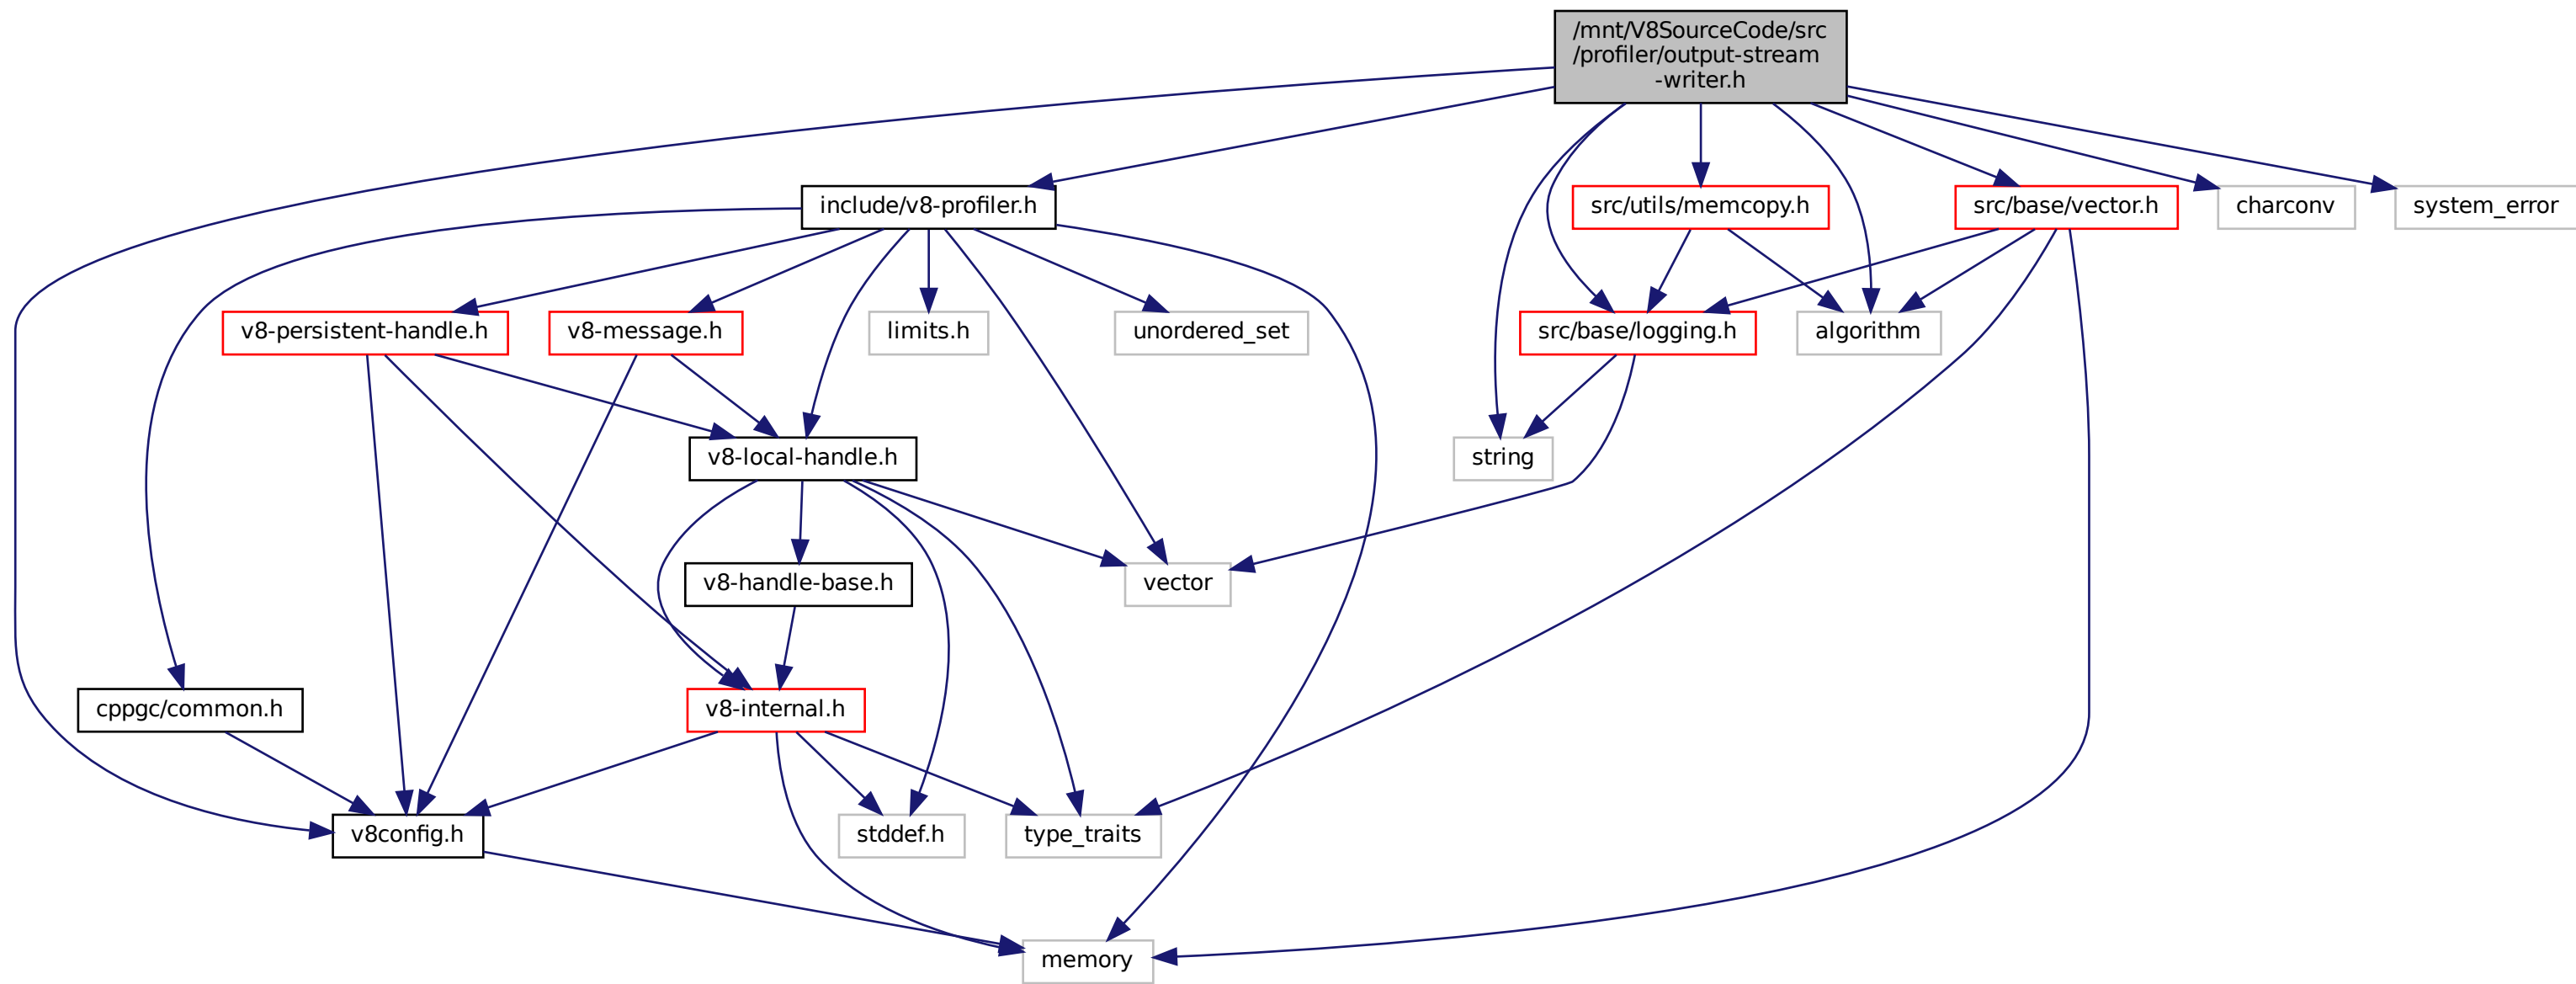 /mnt/V8SourceCode/src
/profiler/output-stream
-writer.h
include/v8-profiler.h
src/utils/memcopy.h
src/base/vector.h
charconv
system_error
v8-persistent-handle.h
v8-message.h
limits.h
unordered_set
src/base/logging.h
algorithm
v8-local-handle.h
string
v8-handle-base.h
vector
cppgc/common.h
v8-internal.h
v8config.h
stddef.h
type_traits
memory